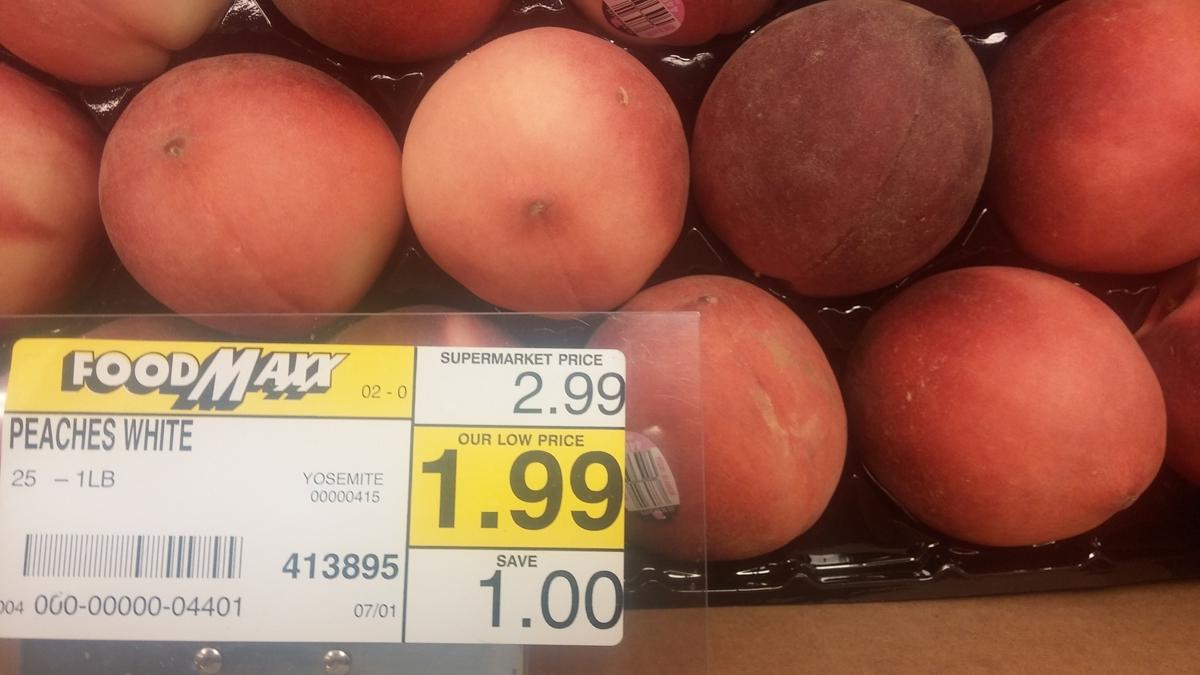 FOODMAXX
02 - 0
PEACHES WHITE
25 - 1LB
YOSEMITE
00000415
413895
004 000-00000-04401
07/01
SUPERMARKET PRICE
2.99
OUR LOW PRICE
1.99
SAVE
1.00